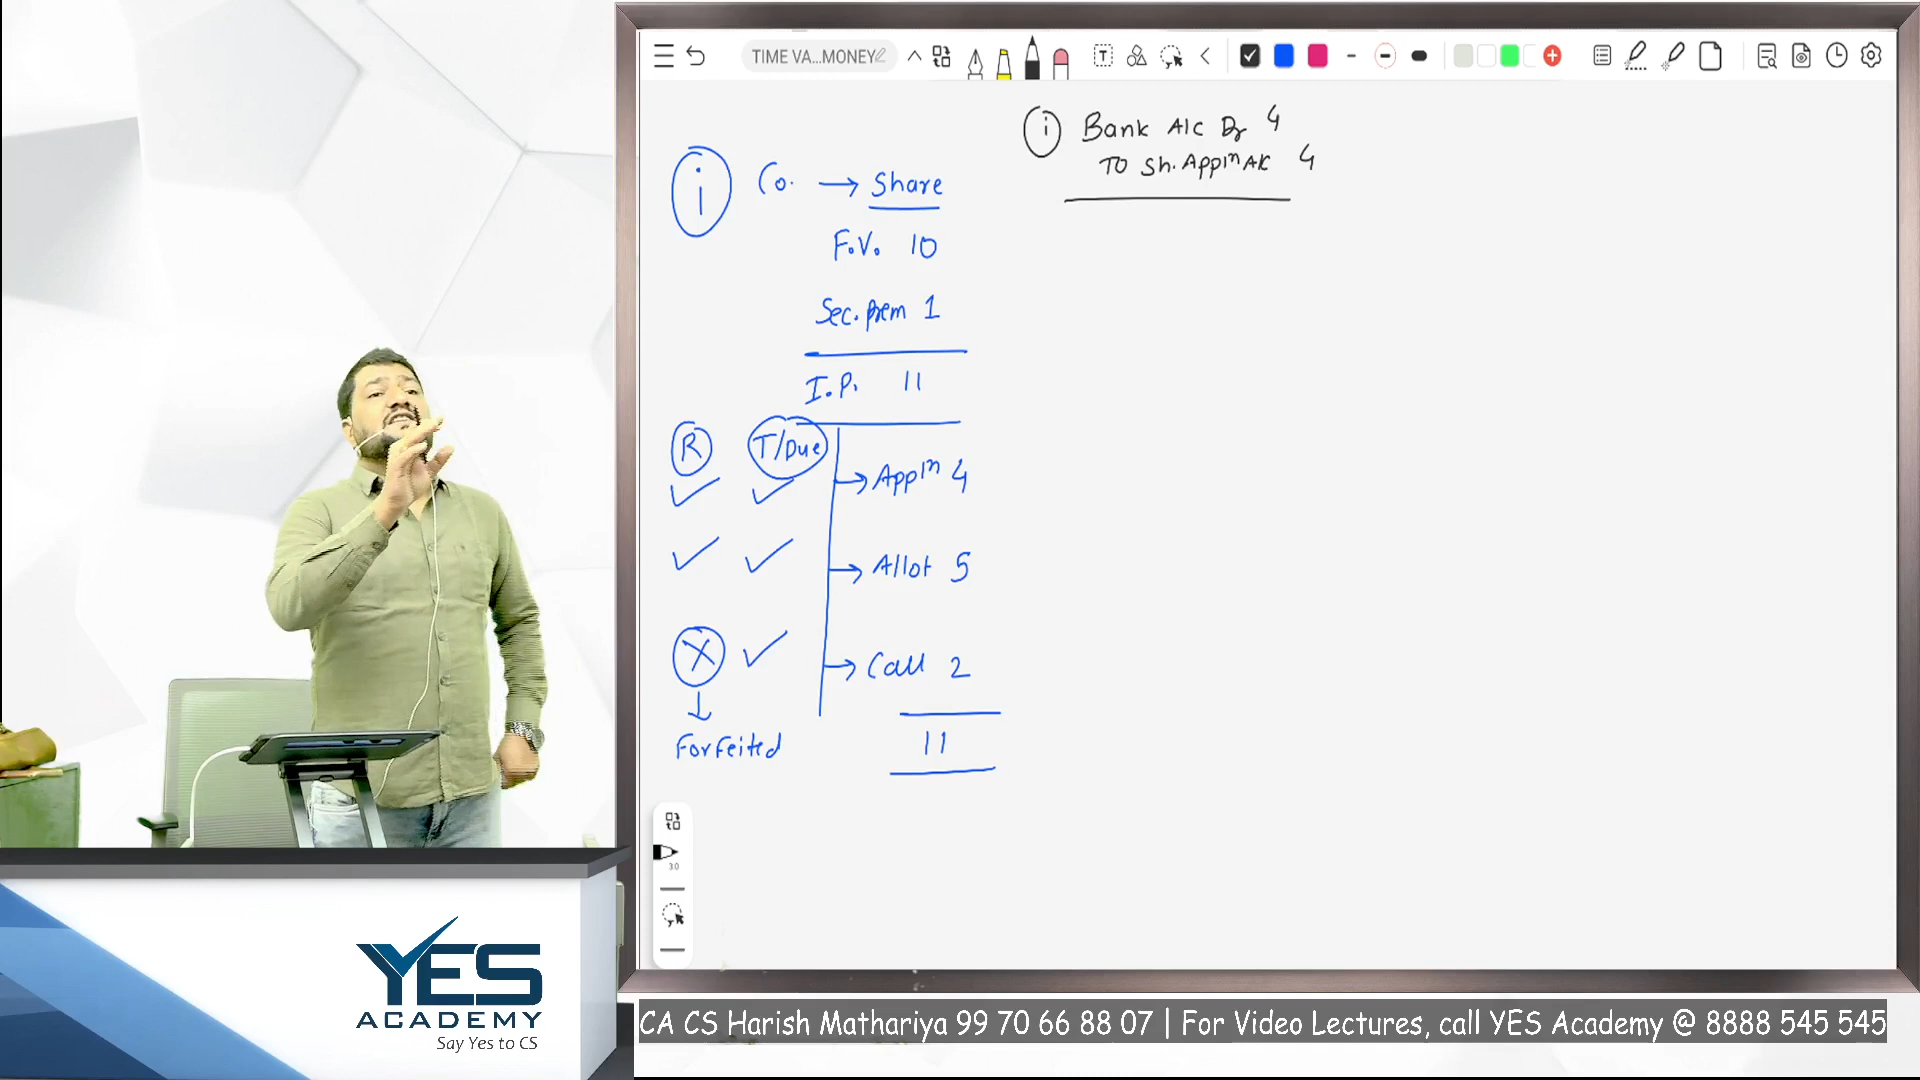 TIME VA...MONEY
i Co. → Share
F.V. 10
Sec. Prem 1
I.P. 11
R T/Due
Appln 4
Allot 5
X Call 2
Forfeited 11
i Bank A/C Dr 4
TO Sh. Appln A/C 4
30
YES
ACADEMY
Say Yes to CS
CA CS Harish Mathariya 99 70 66 88 07 | For Video Lectures, call YES Academy @ 8888 545 545